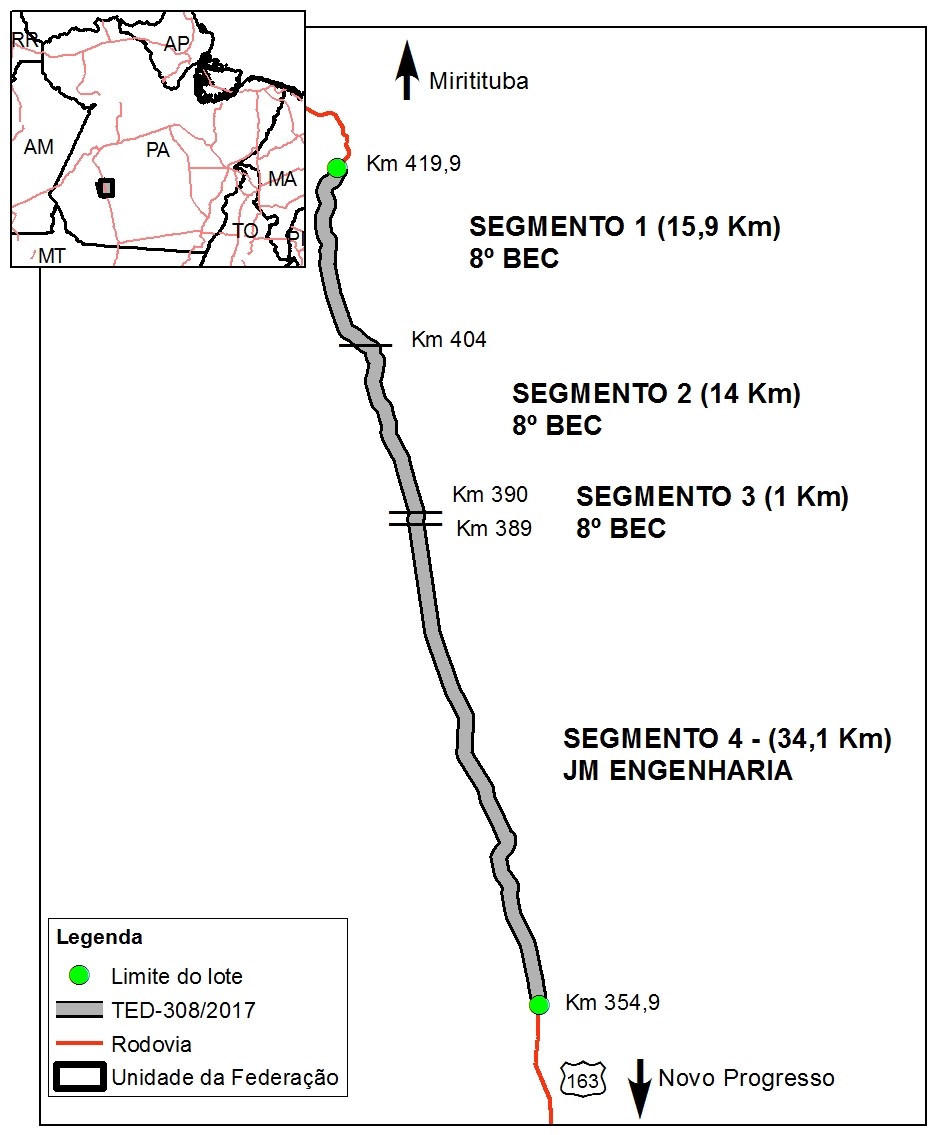 RR
AP
AM
PA
MA
TO
P
MT
Miritituba
Km 419,9
SEGMENTO 1 (15,9 Km)
8º BEC
Km 404
SEGMENTO 2 (14 Km)
8º BEC
Km 390
SEGMENTO 3 (1 Km)
Km 389
8º BEC
SEGMENTO 4 - (34,1 Km)
JM ENGENHARIA
Km 354,9
163
Novo Progresso
Legenda
Limite do lote
TED-308/2017
Rodovia
Unidade da Federação